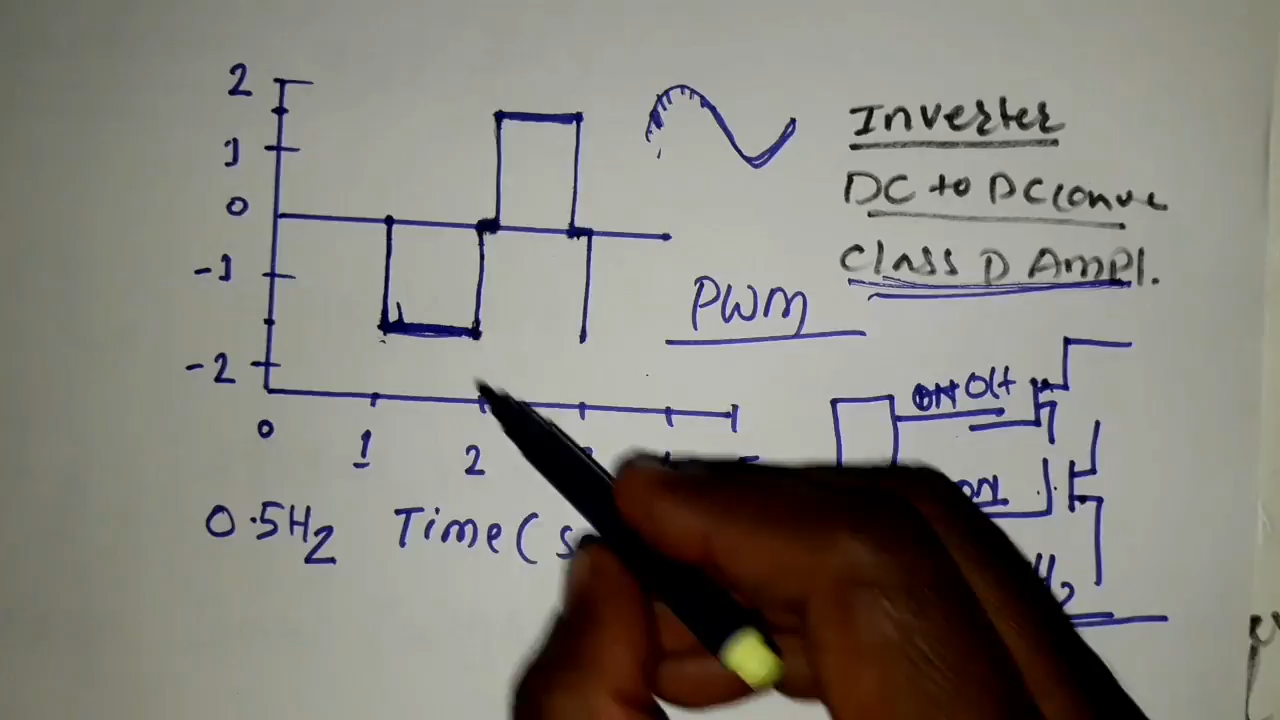 2
1
0
-1
-2
0
1
2
0.5Hz Time(s
Inverter
DC to DC conve
Class D Ampl.
PWM
ON OFF
ON